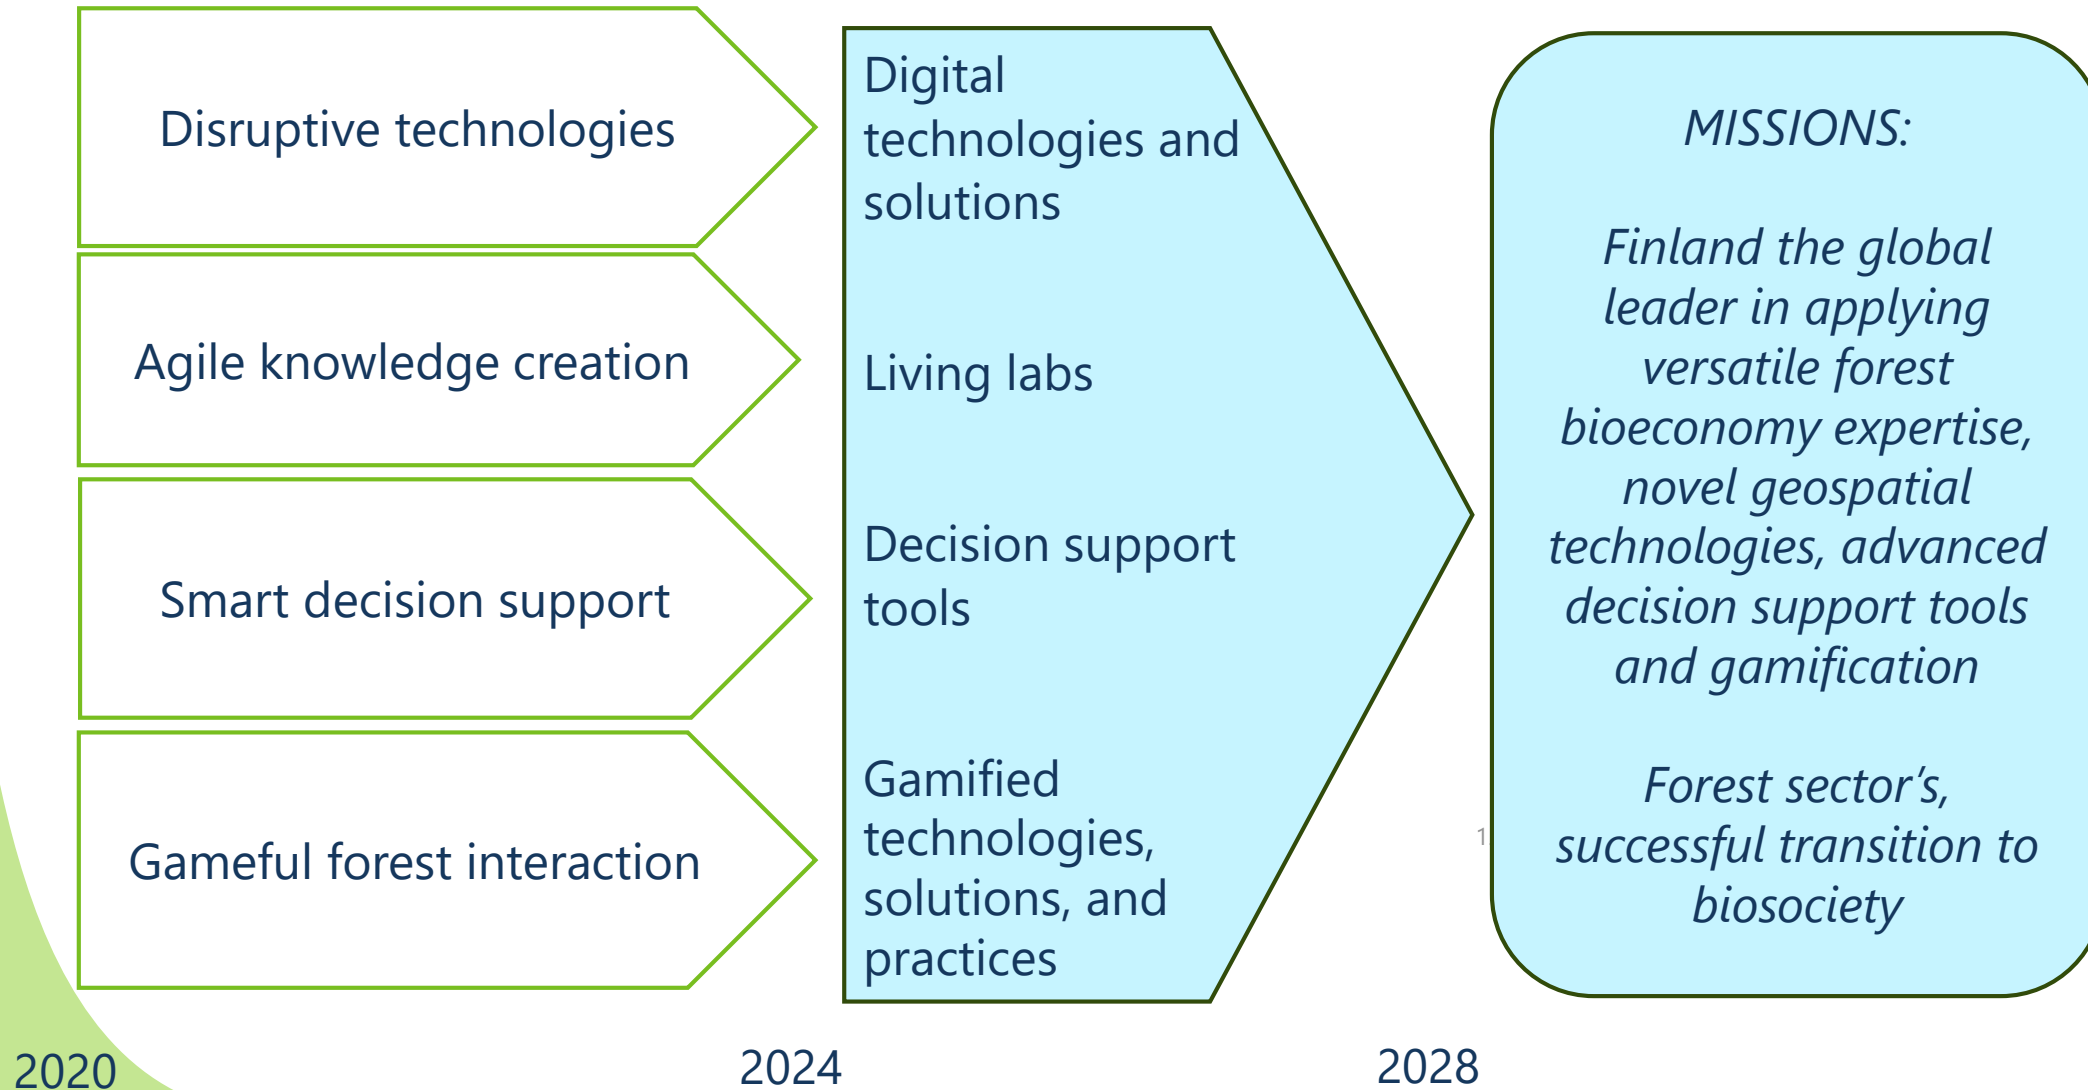 Disruptive technologies
Agile knowledge creation
Smart decision support
Gameful forest interaction
Digital
technologies and
solutions
Living labs
Decision support
tools
Gamified
technologies,
solutions, and
practices
MISSIONS:
Finland the global
leader in applying
versatile forest
bioeconomy expertise,
novel geospatial
technologies, advanced
decision support tools
and gamification
Forest sector’s,
successful transition to
biosociety
1
2020
2024
2028